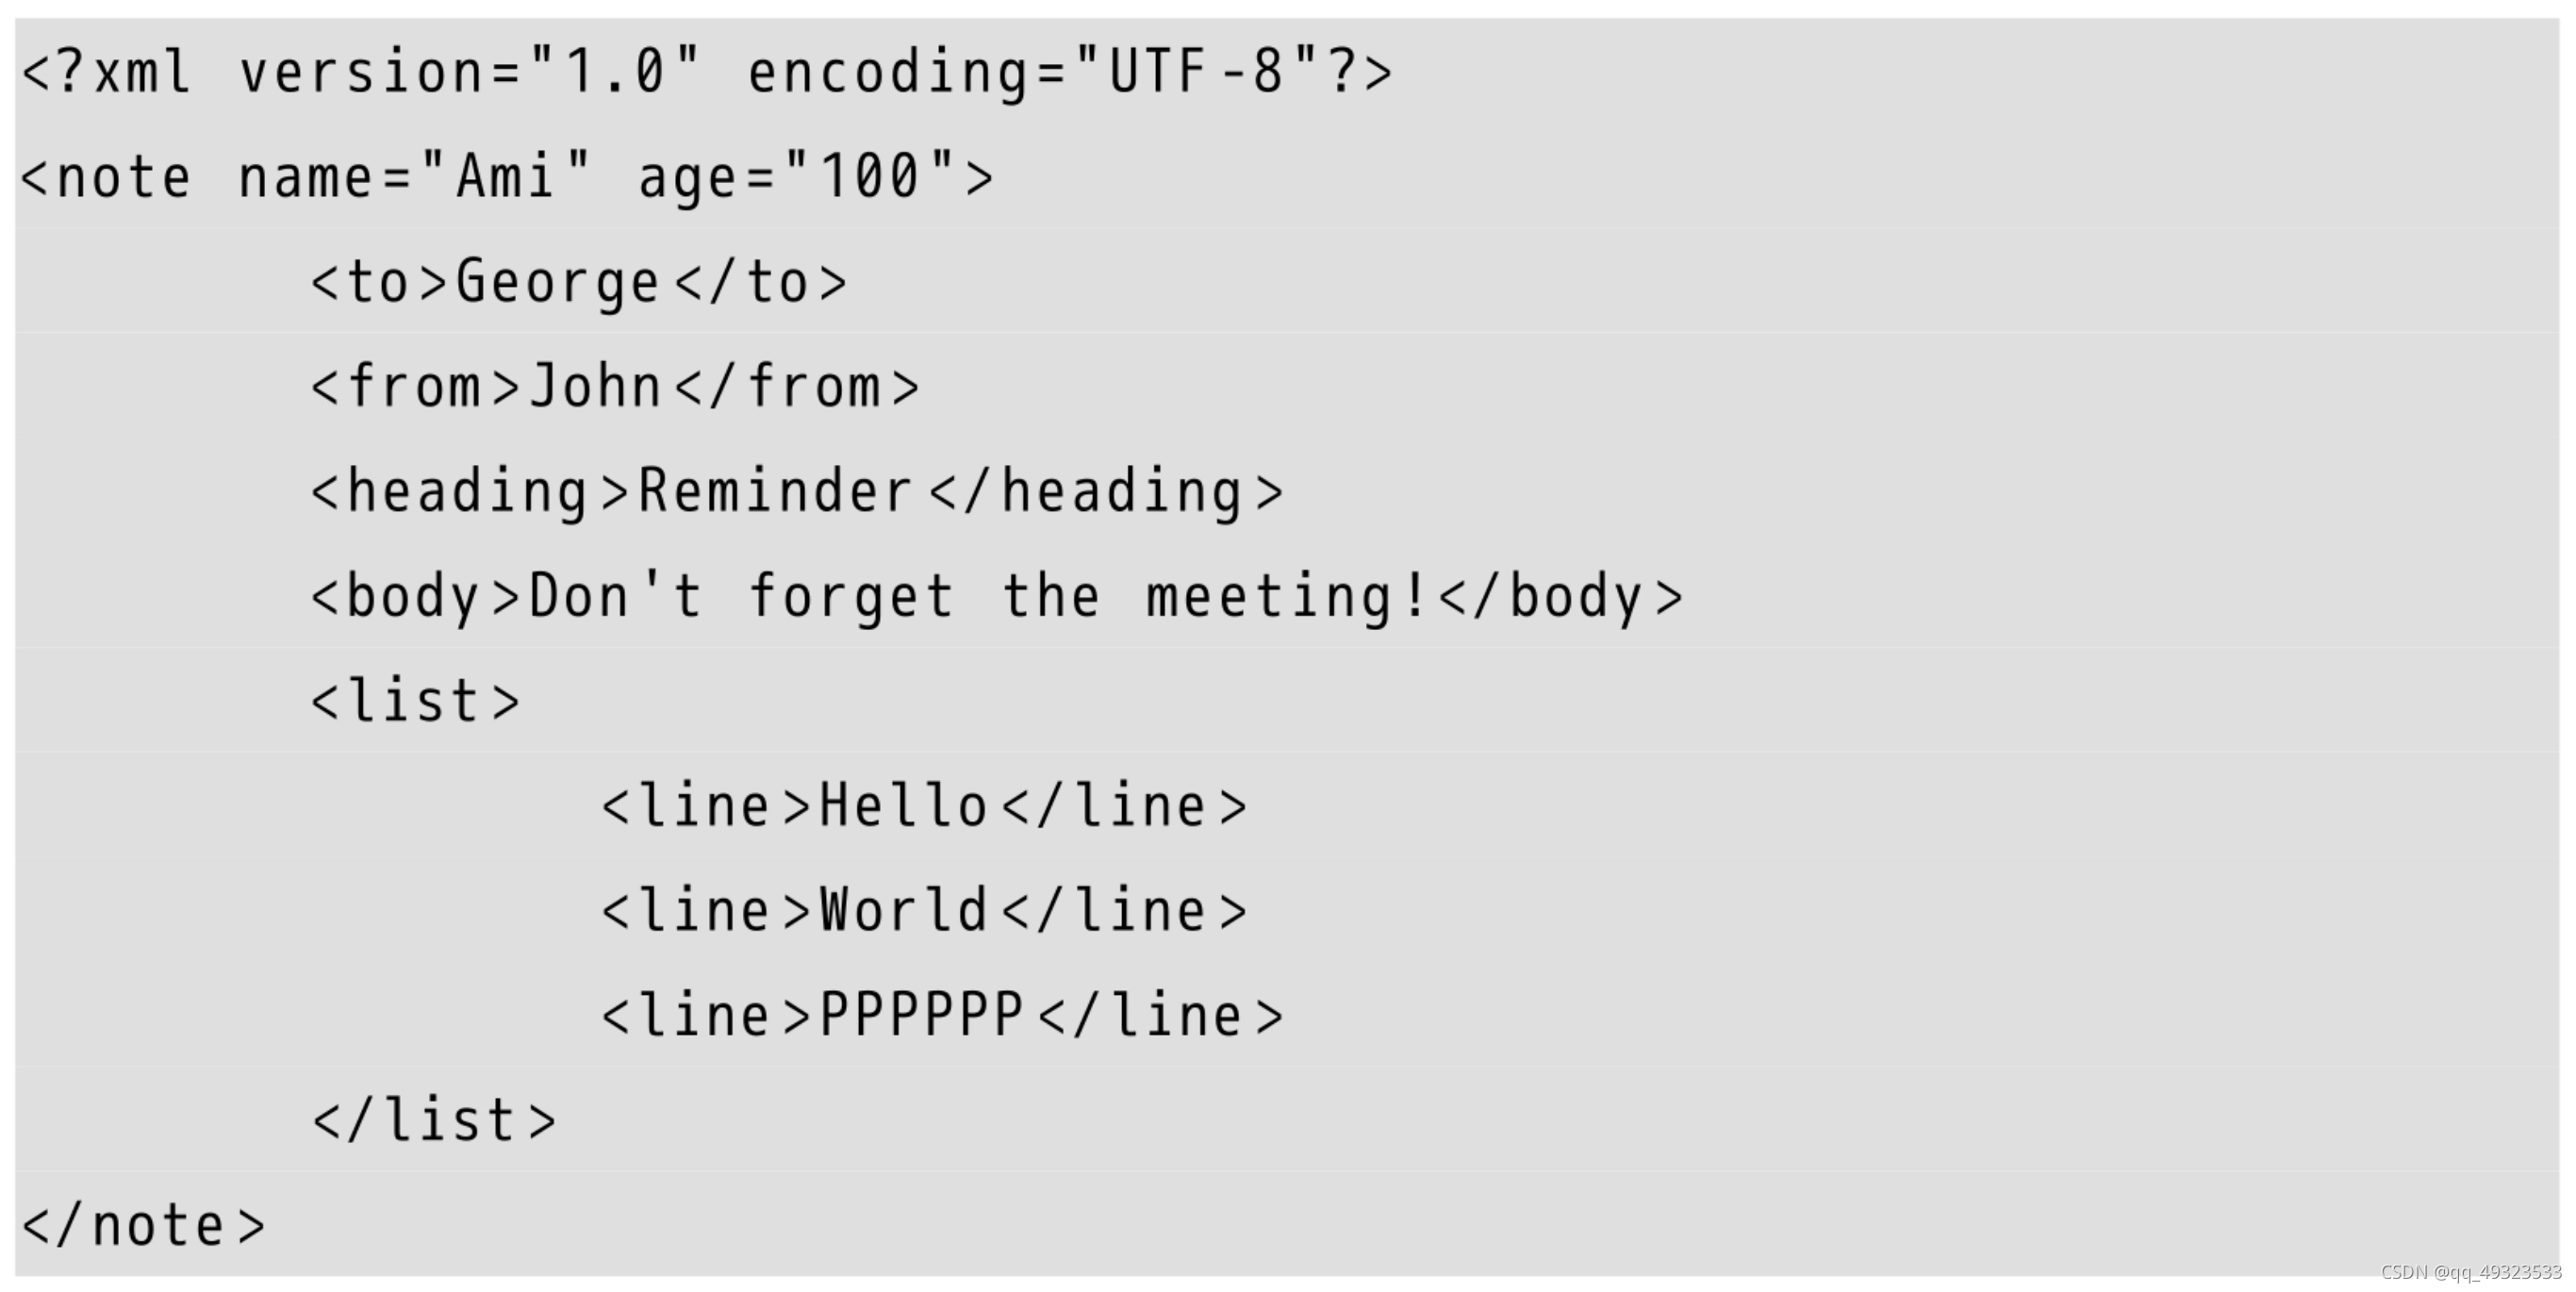 <?xml version="1.0" encoding="UTF-8"?>
<note name="Ami" age="100">
<to>George</to>
<from>John</from>
<heading>Reminder</heading>
<body>Don't forget the meeting!</body>
<list>
<line>Hello</line>
<line>World</line>
<line>PPPPPP</line>
</list>
</note>
CSDN @qq_49323533